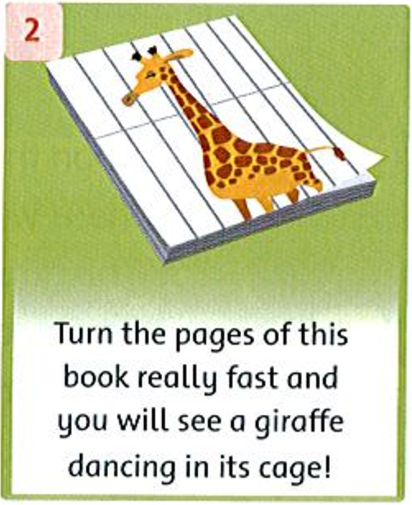 2
Turn the pages of this
book really fast and
you will see a giraffe
dancing in its cage!